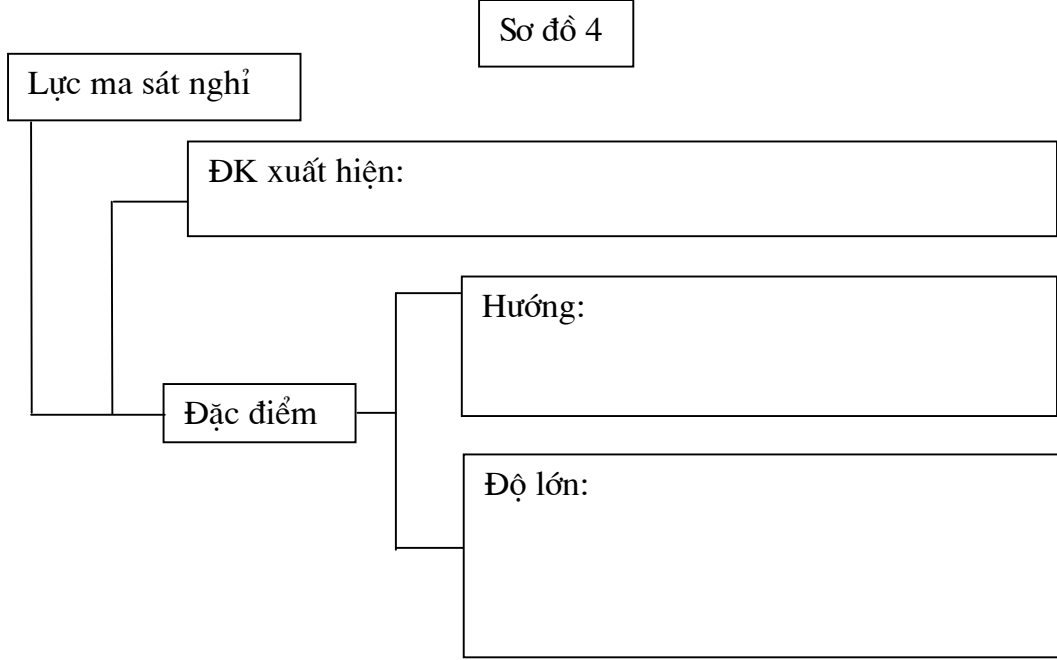 Sơ đồ 4
Lực ma sát nghỉ
ĐK xuất hiện:
Hướng:
Đặc điểm
Độ lớn: